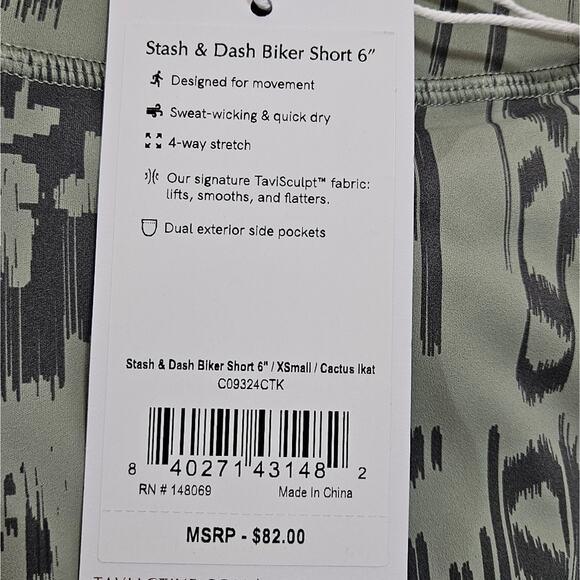 Stash & Dash Biker Short 6”
Designed for movement
Sweat-wicking & quick dry
4-way stretch
Our signature TaviSculpt™ fabric:
lifts, smooths, and flatters.
Dual exterior side pockets
Stash & Dash Biker Short 6" / XSmall / Cactus Ikat
C09324CTK
8 40271 43148 2
RN # 148069 Made In China
MSRP - $82.00